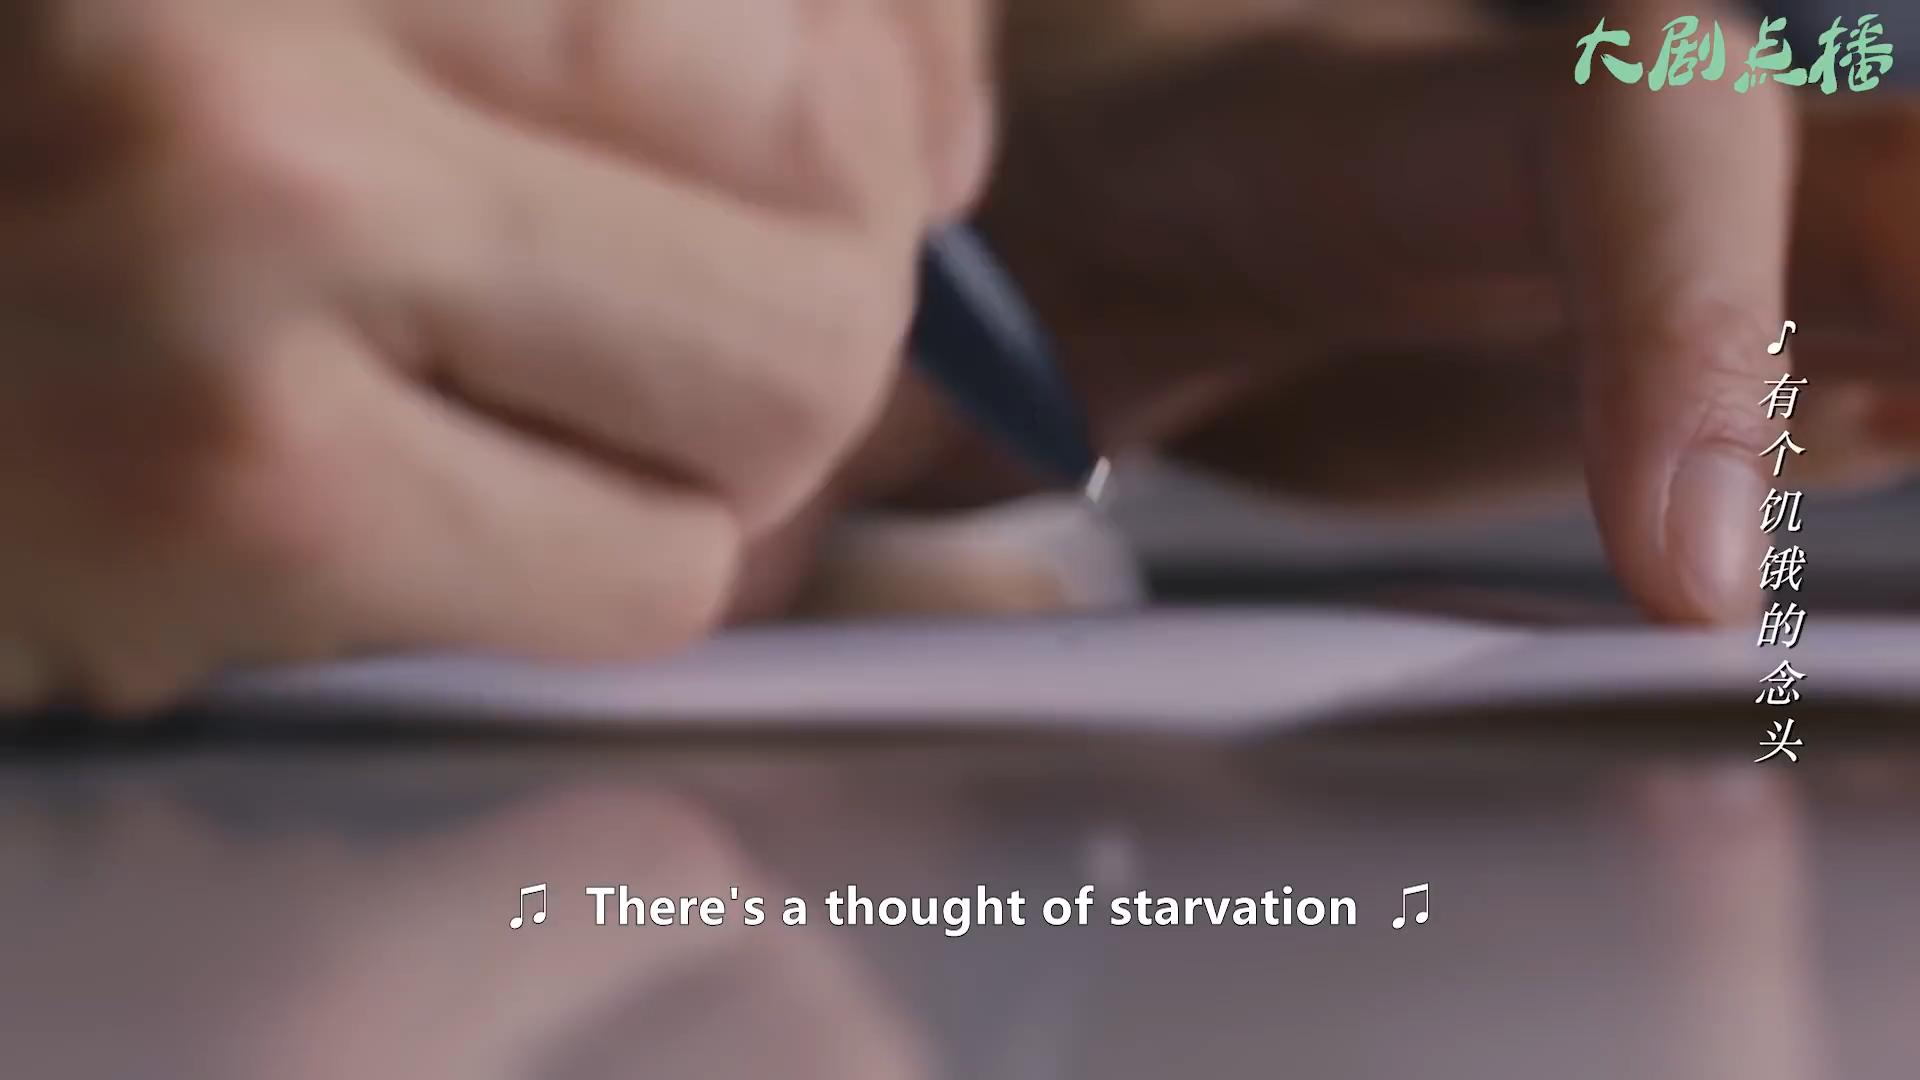 大剧点播
♪有个饥饿的念头
♫ There's a thought of starvation ♫